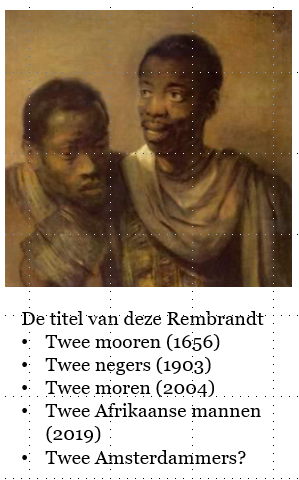 De titel van deze Rembrandt
• Twee mooren (1656)
• Twee negers (1903)
• Twee moren (2004)
• Twee Afrikaanse mannen
(2019)
• Twee Amsterdammers?